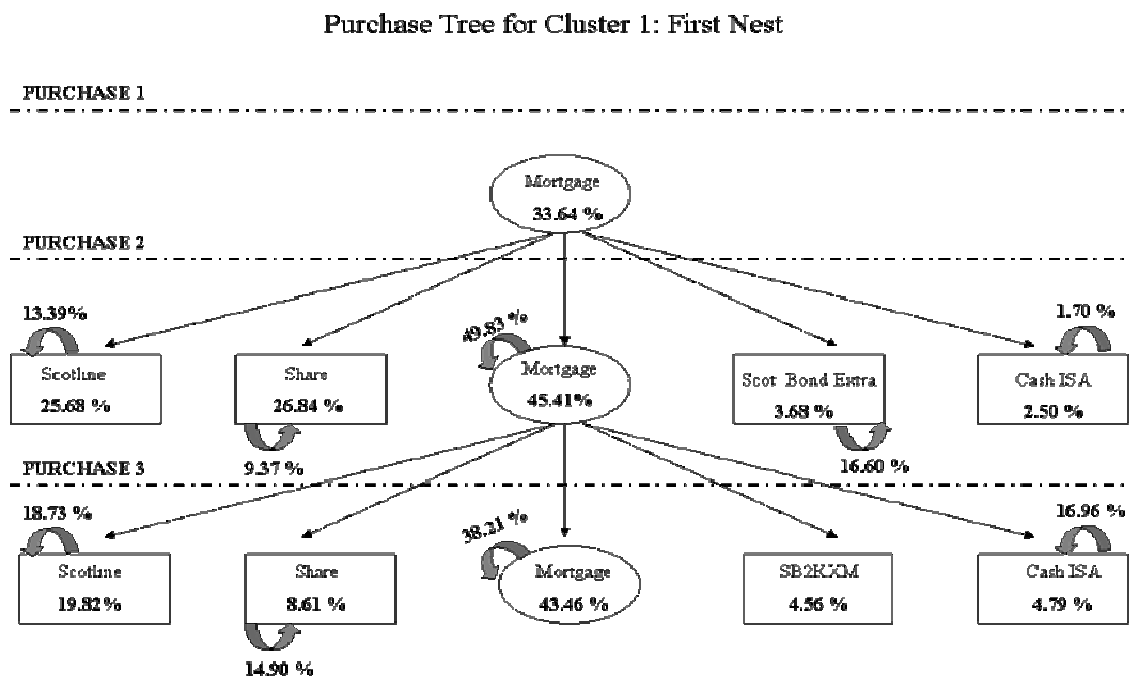 Purchase Tree for Cluster 1: First Nest
PURCHASE 1
Mortgage
33.64 %
PURCHASE 2
13.39%
49.83 %
1.70 %
Scotline
25.68 %
Share
26.84 %
Mortgage
45.41%
Scot Bond Extra
3.68 %
Cash ISA
2.50 %
9.37 %
16.60 %
PURCHASE 3
18.73 %
38.21 %
16.96 %
Scotline
19.82%
Share
8.61 %
Mortgage
43.46 %
SB2KXM
4.56 %
Cash ISA
4.79 %
14.90 %